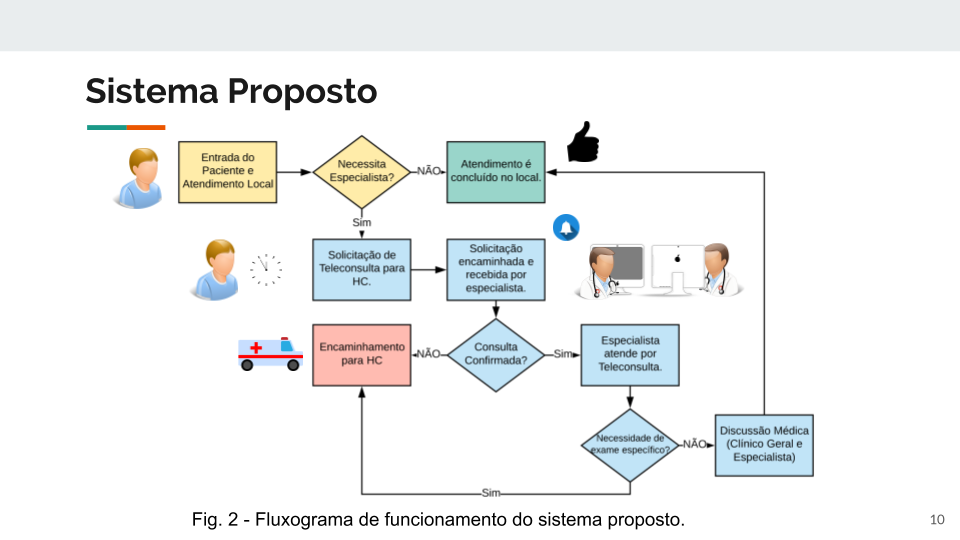 Sistema Proposto
Entrada do
Paciente e
Atendimento Local
Necessita
Especialista?
NÃO
Atendimento é
concluído no local.
Sim
Solicitação de
Teleconsulta para
HC.
Solicitação
encaminhada e
recebida por
especialista.
Encaminhamento
para HC
NÃO
Consulta
Confirmada?
Sim
Especialista
atende por
Teleconsulta.
Necessidade de
exame específico?
NÃO
Discussão Médica
(Clínico Geral e
Especialista)
Sim
Fig. 2 - Fluxograma de funcionamento do sistema proposto.
10